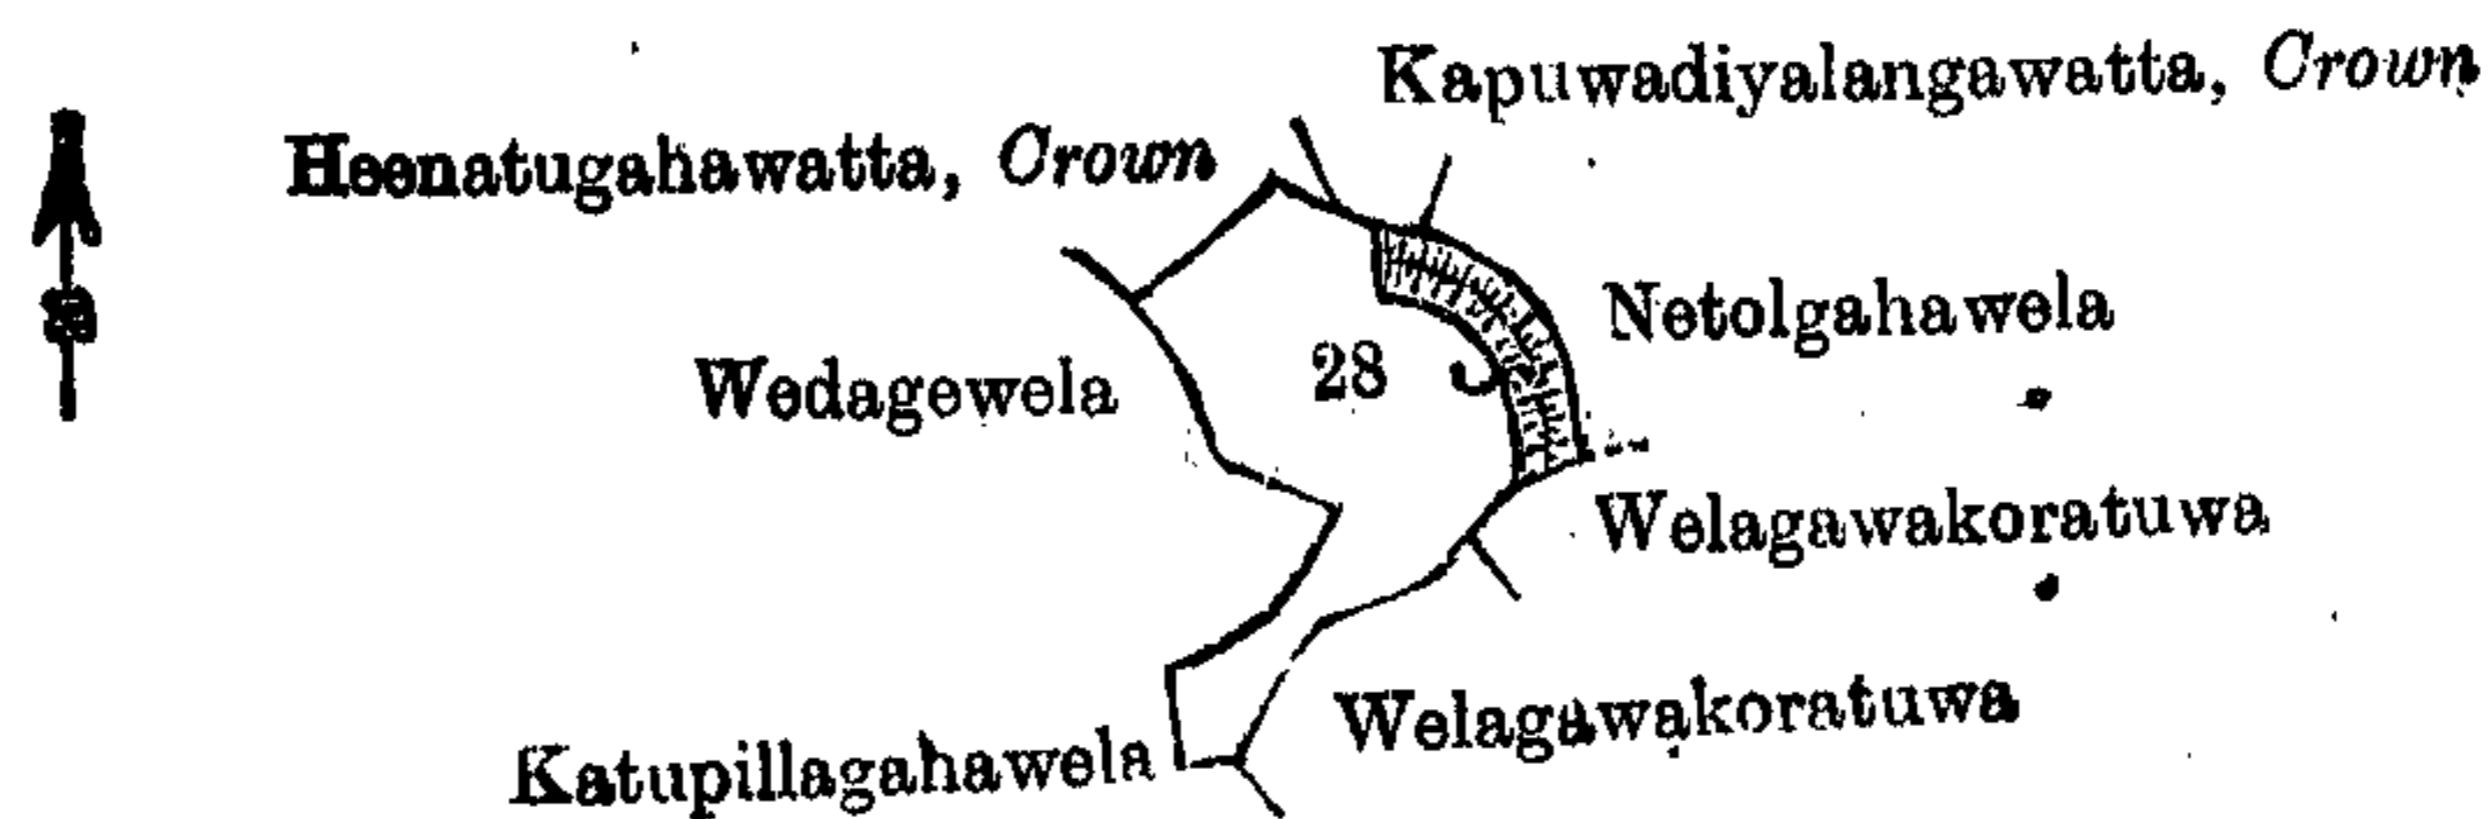 Kapuwadiyalangawatta, Crown
Heenatugahawatta, Crown
Netolgahawela
Wedagewela
28
Welagawakoratuwa
Welagawakoratuwa
Katupillagahawela